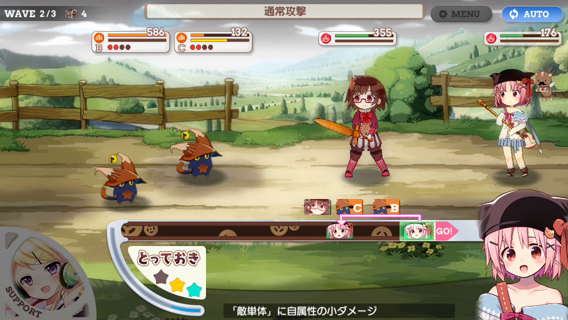 WAVE 2/3 4
通常攻撃
MENU
AUTO
586
B
132
C
355
176
C
B
GO!
とっておき
SUPPORT
「敵単体」に自属性の小ダメージ